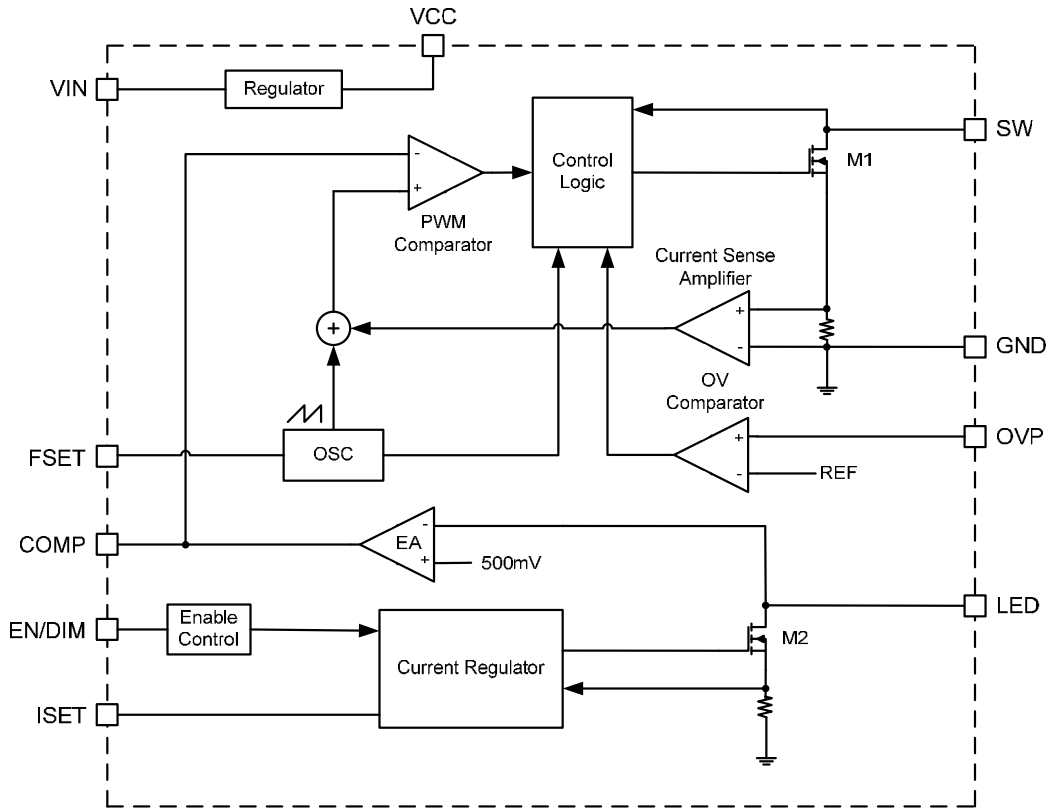 VCC
VIN
Regulator
SW
M1
Control
Logic
-
+
PWM
Comparator
Current Sense
Amplifier
+
-
+
GND
OV
Comparator
OVP
+
-
REF
FSET
OSC
COMP
EA
-
+
500mV
LED
EN/DIM
Enable
Control
M2
Current Regulator
ISET